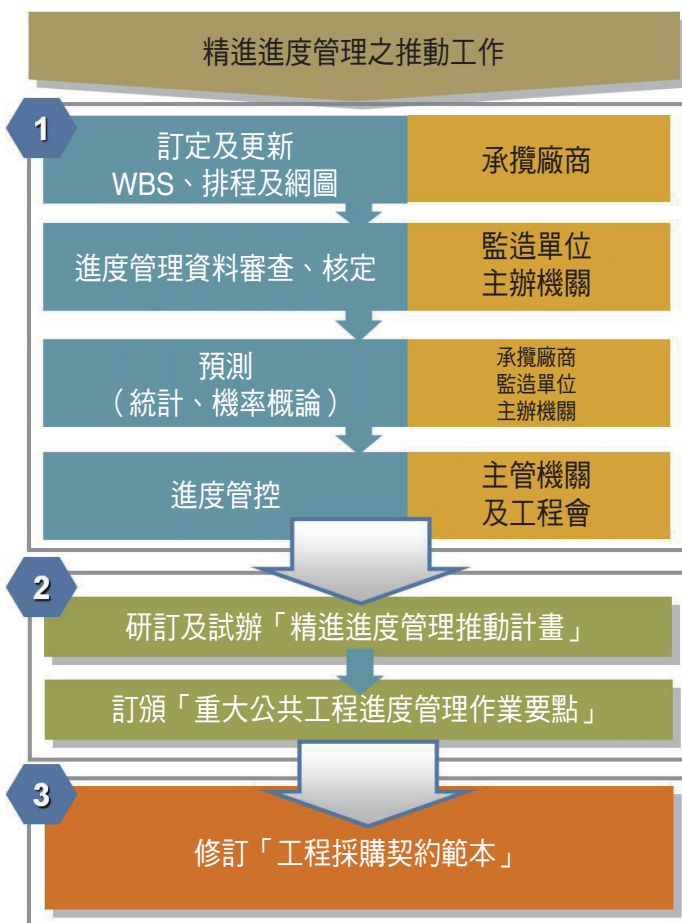 精進進度管理之推動工作
1
訂定及更新
WBS、排程及網圖
承攬廠商
進度管理資料審查、核定
監造單位
主辦機關
預測
（統計、機率概論）
承攬廠商
監造單位
主辦機關
進度管控
主管機關
及工程會
2
研訂及試辦「精進進度管理推動計畫」
訂頒「重大公共工程進度管理作業要點」
3
修訂「工程採購契約範本」